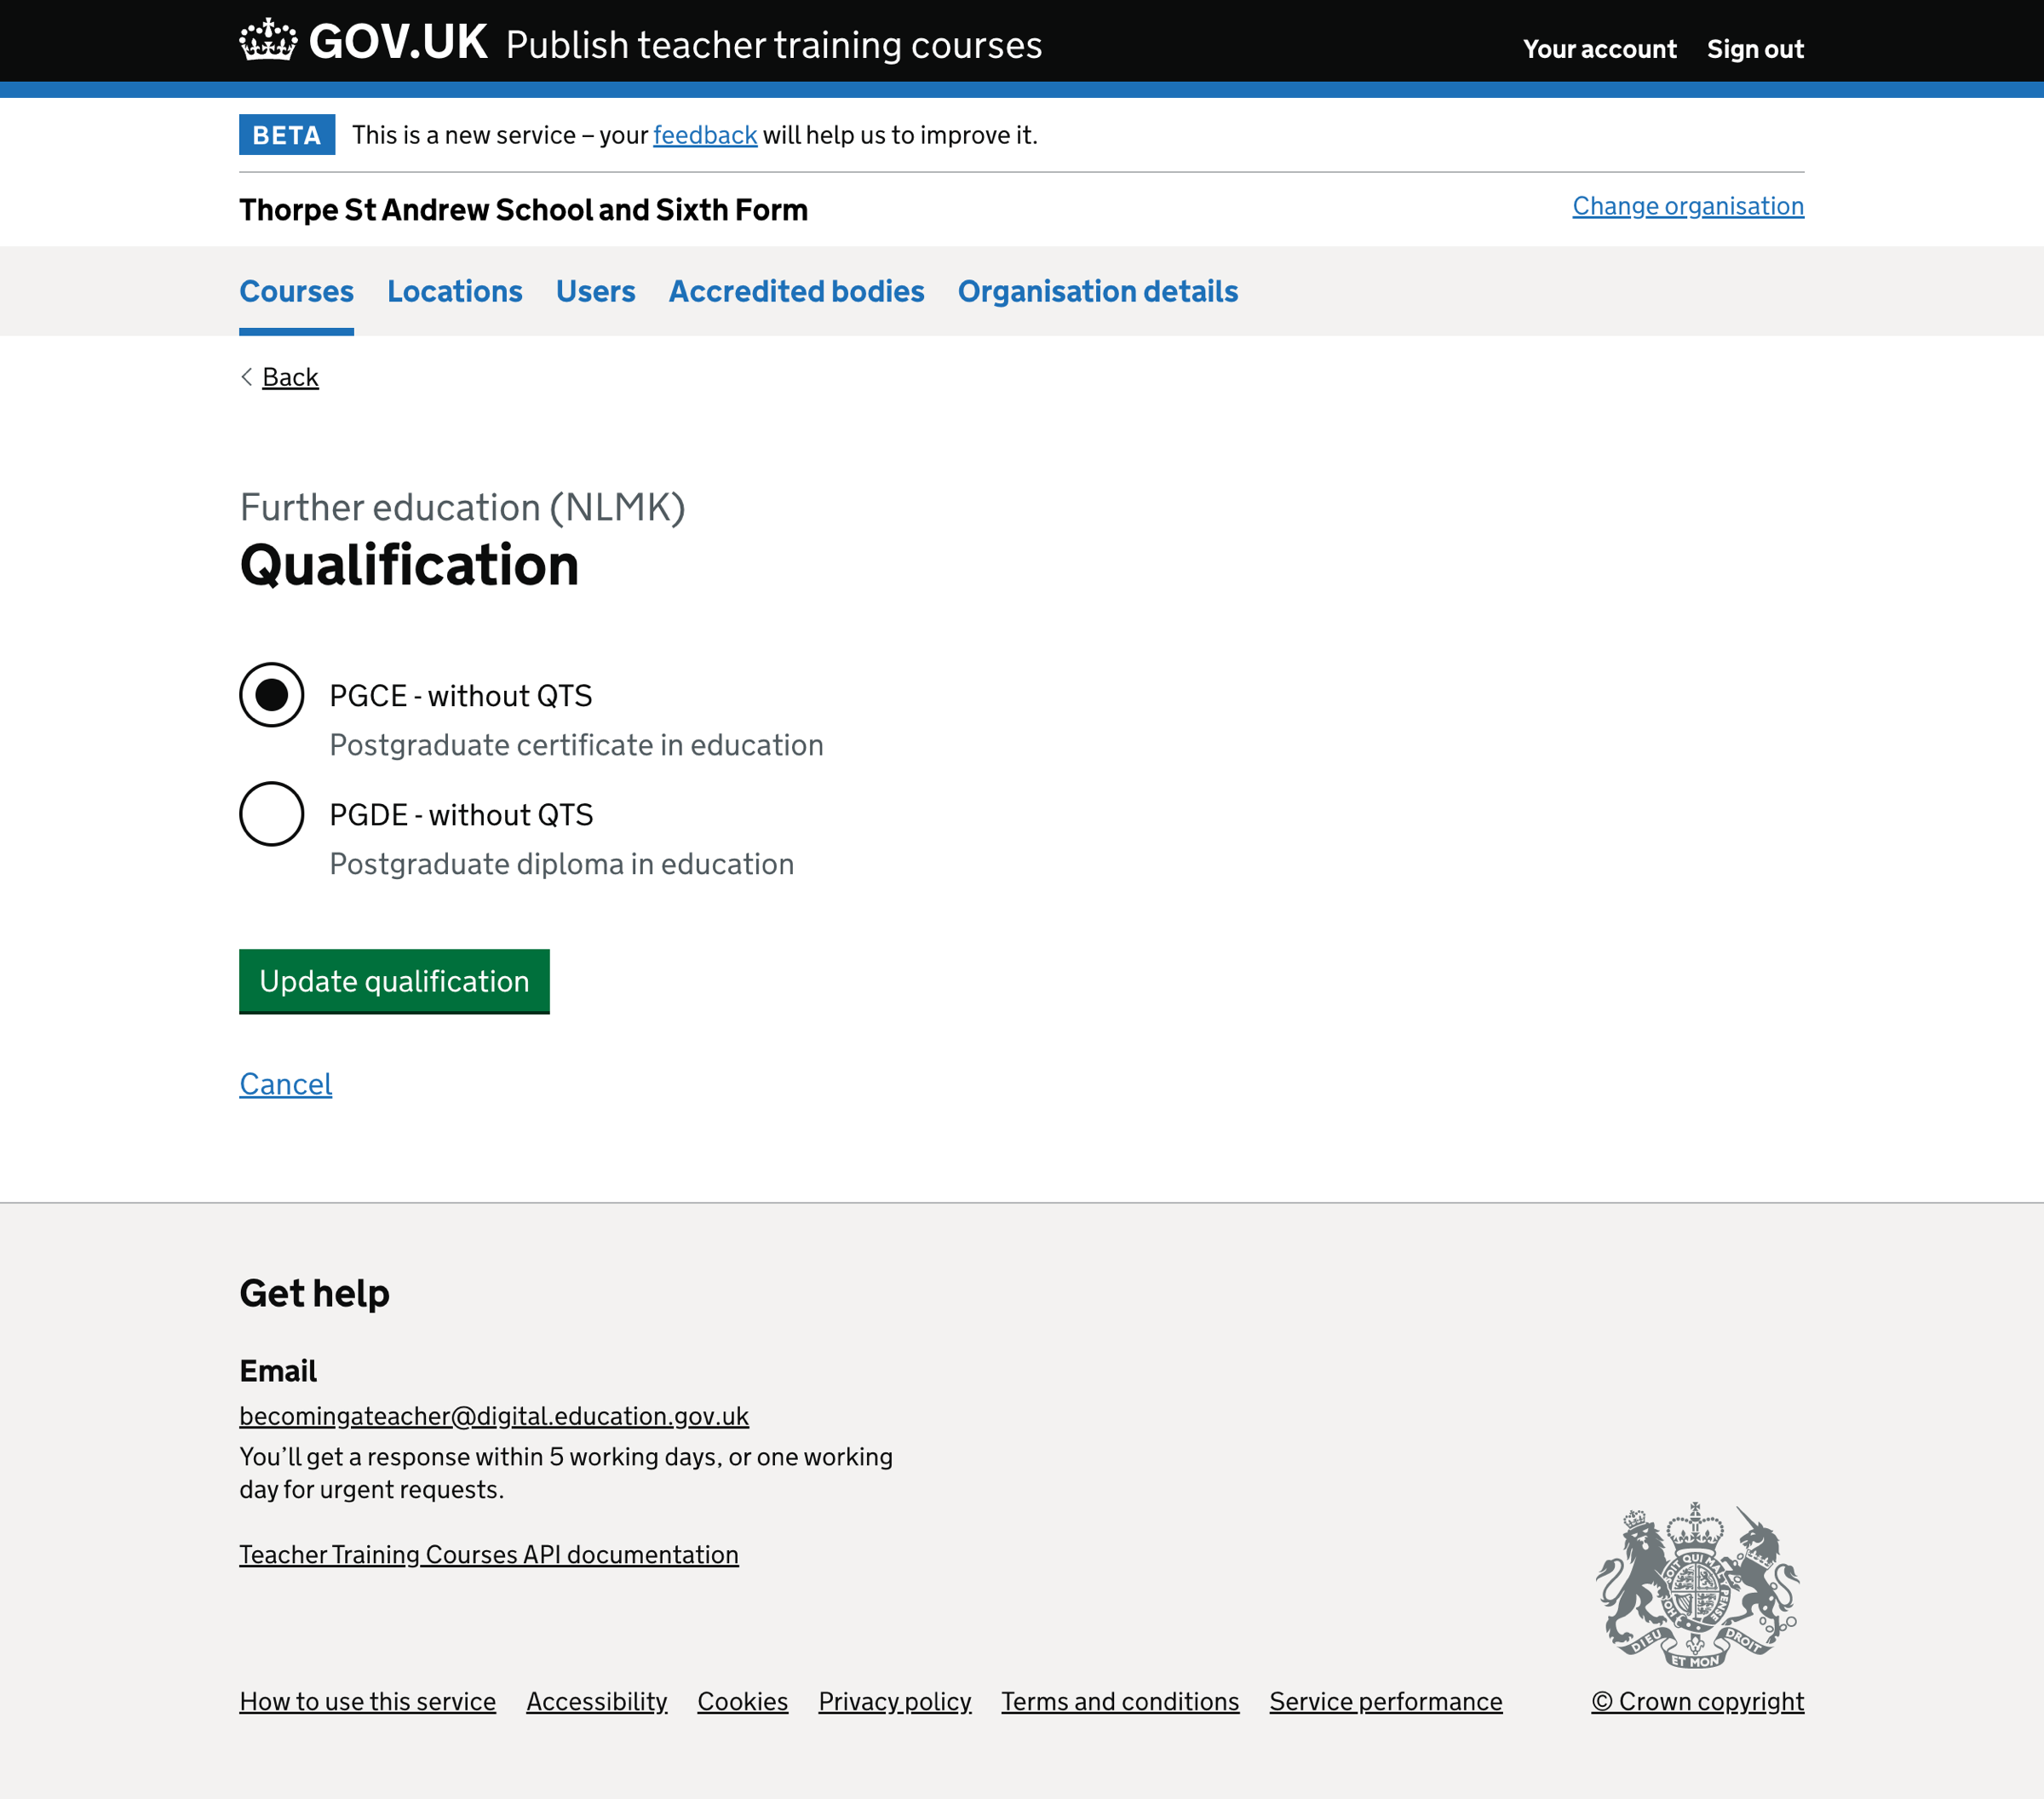 GOV.UK Publish teacher training courses
Your account Sign out
BETA This is a new service – your feedback will help us to improve it.
Thorpe St Andrew School and Sixth Form
Change organisation
Courses Locations Users Accredited bodies Organisation details
Back
Further education (NLMK)
Qualification
PGCE - without QTS
Postgraduate certificate in education
PGDE - without QTS
Postgraduate diploma in education
Update qualification
Cancel
Get help
Email
becomingateacher@digital.education.gov.uk
You’ll get a response within 5 working days, or one working
day for urgent requests.
Teacher Training Courses API documentation
SOIT QUI MAL Y PENSE
HON
DIEU ET MON DROIT
How to use this service Accessibility Cookies Privacy policy Terms and conditions Service performance
© Crown copyright